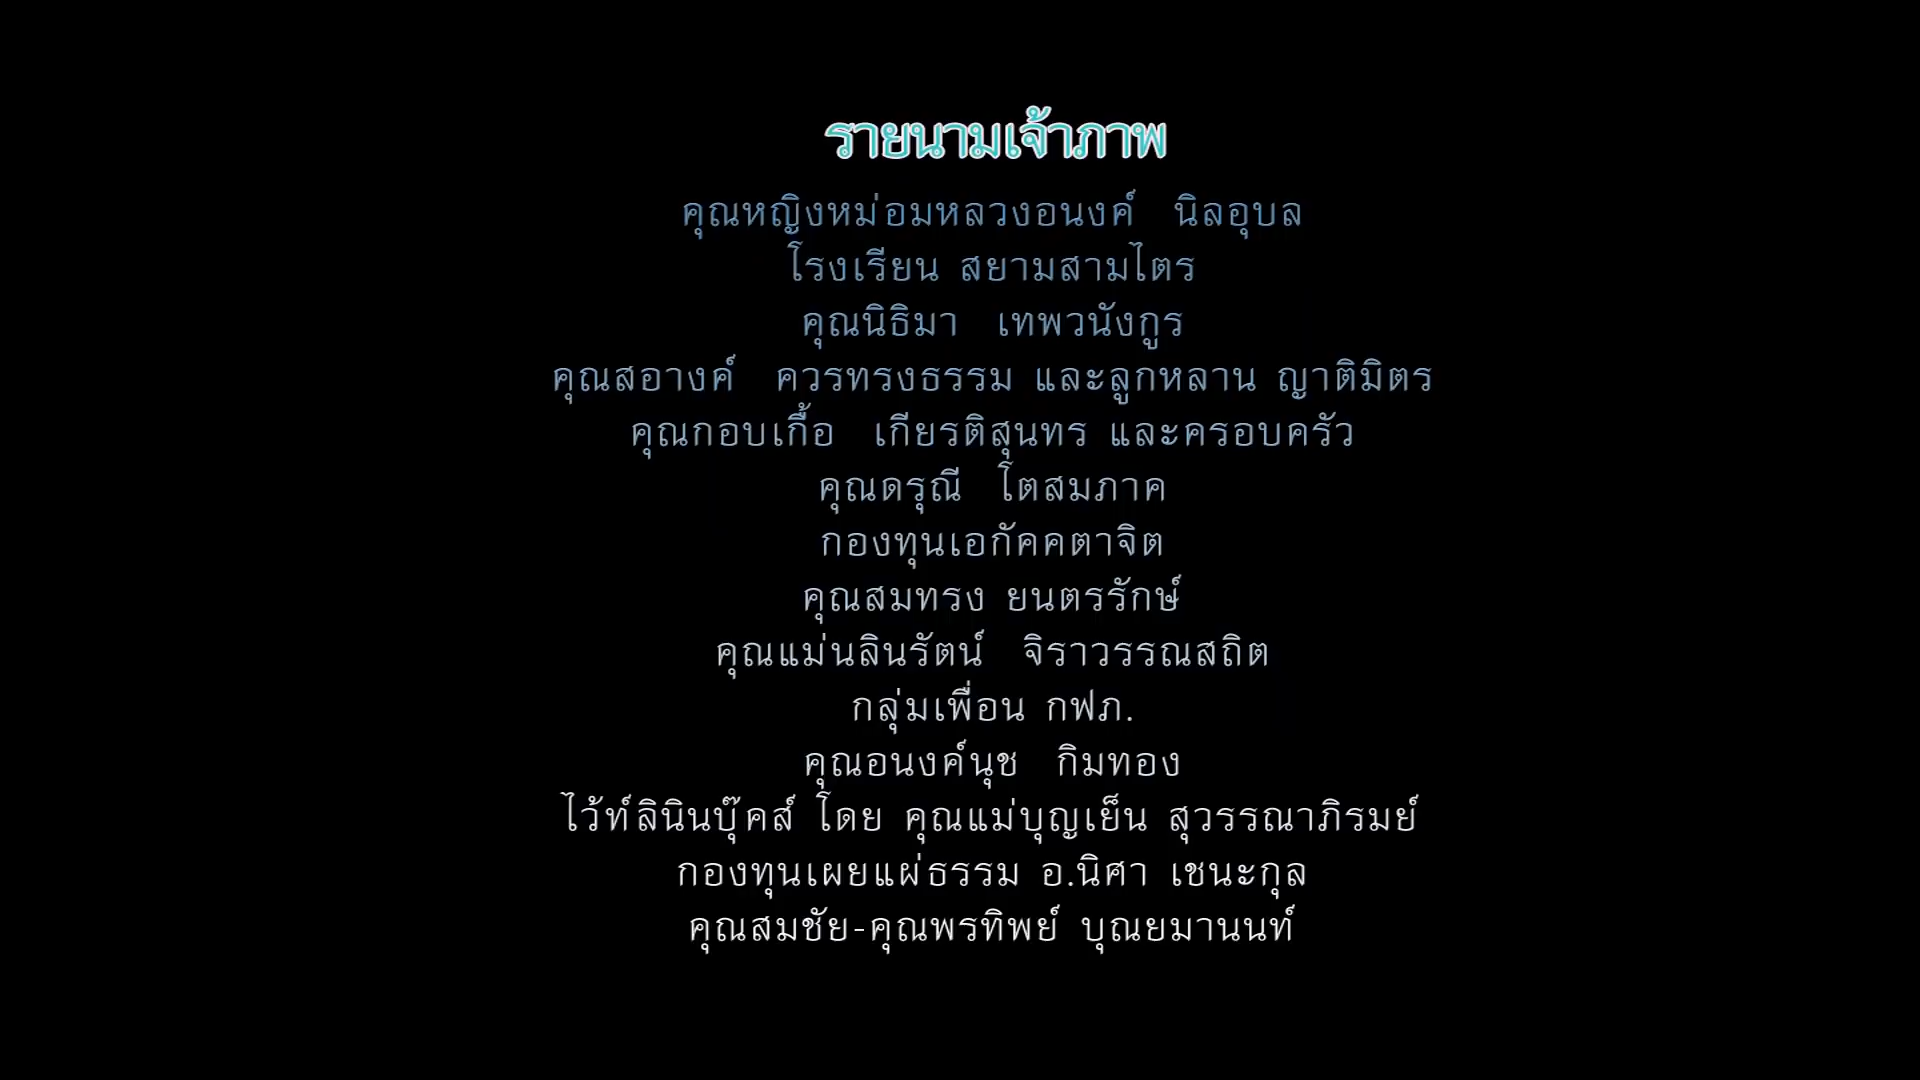 รายนามเจ้าภาพ
คุณหญิงหม่อมหลวงอนงค์ นิลอุบล
โรงเรียน สยามสามไตร
คุณนิธิมา เทพวนังกูร
คุณสอางค์ ควรทรงธรรม และลูกหลาน ญาติมิตร
คุณกอบเกื้อ เกียรติสุนทร และครอบครัว
คุณดรุณี โตสมภาค
กองทุนเอกัคคตาจิต
คุณสมทรง ยนตรรักษ์
คุณแม่นลินรัตน์ จิราวรรณสถิต
กลุ่มเพื่อน กฟภ.
คุณอนงค์นุช กิมทอง
ไว้ท์ลินินบุ๊คส์ โดย คุณแม่บุญเย็น สุวรรณาภิรมย์
กองทุนเผยแผ่ธรรม อ.นิศา เชนะกุล
คุณสมชัย-คุณพรทิพย์ บุณยมานนท์